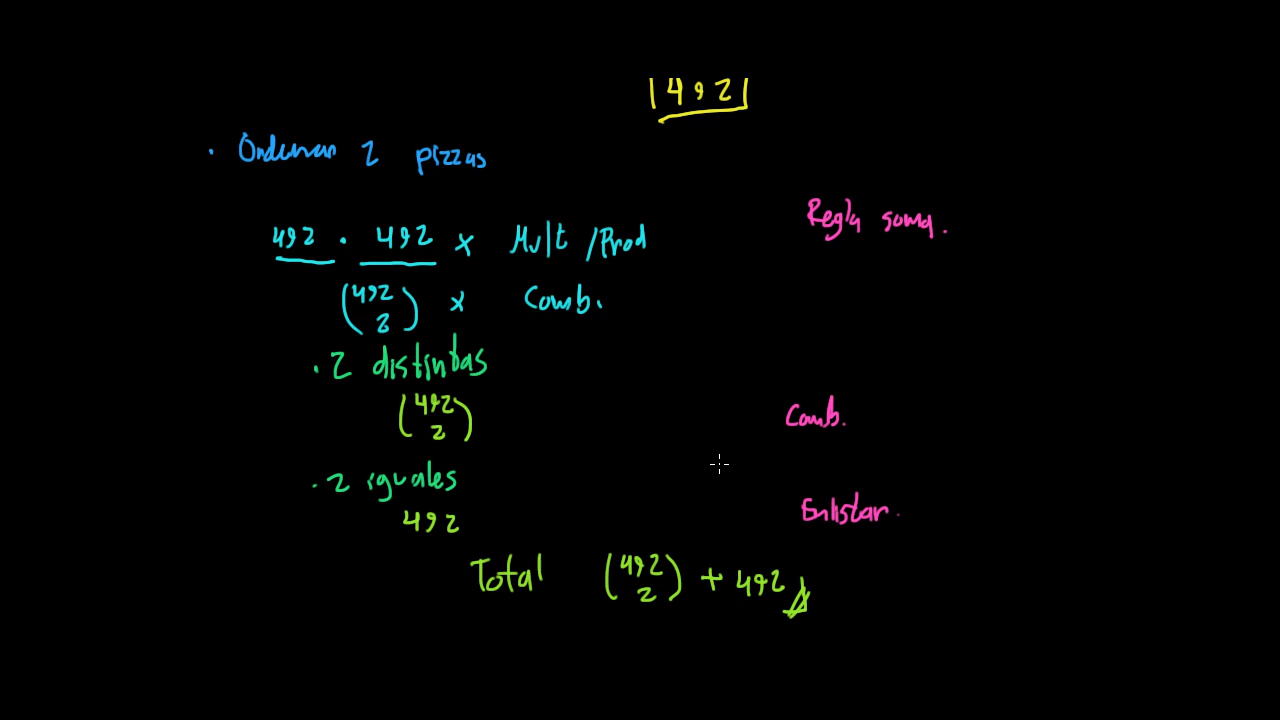 |492|
· Ordenar 2 pizzas
Regla suma.
492 · 492 x Mult /Prod
(492 2) x Comb.
· 2 distintas
(492 2)
Comb.
· 2 iguales
492
Enlistar.
Total (492 2) + 492